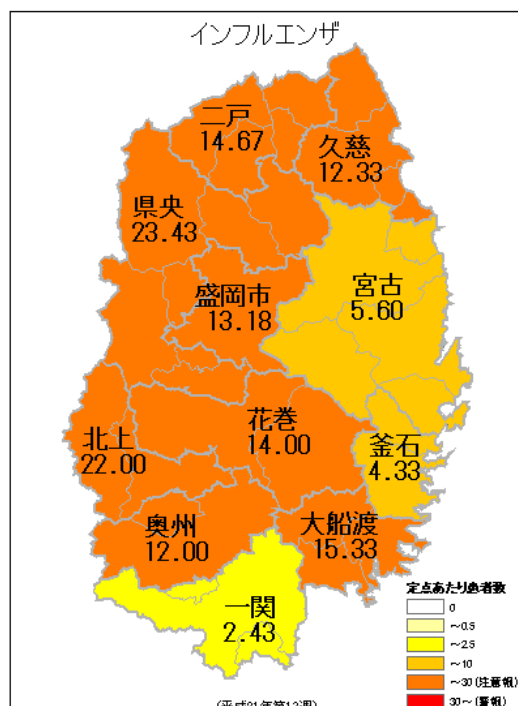 インフルエンザ
二戸
14.67
久慈
12.33
県央
23.43
宮古
5.60
盛岡市
13.18
花巻
14.00
北上
22.00
釜石
4.33
奥州
12.00
大船渡
15.33
一関
2.43
定点あたり患者数
0
～0.5
～2.5
～10
～30(注意報)
30～(警報)